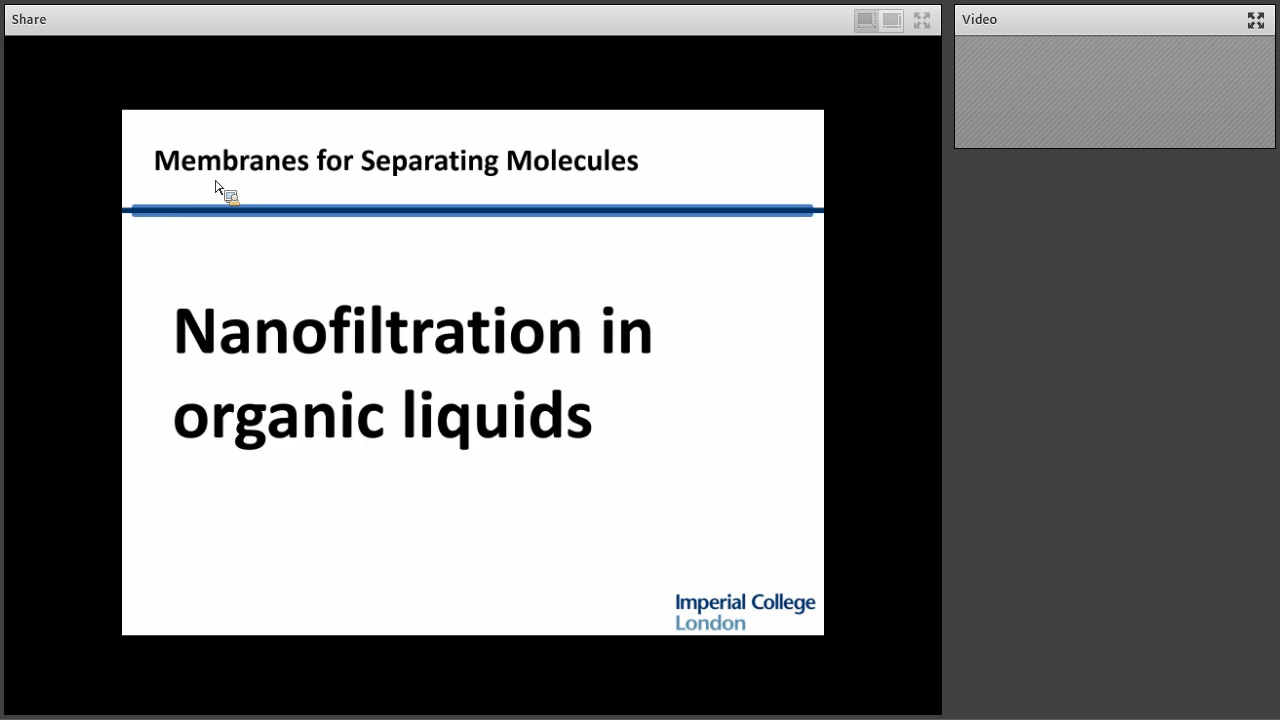 Share
Video
Membranes for Separating Molecules
Nanofiltration in
organic liquids
Imperial College
London